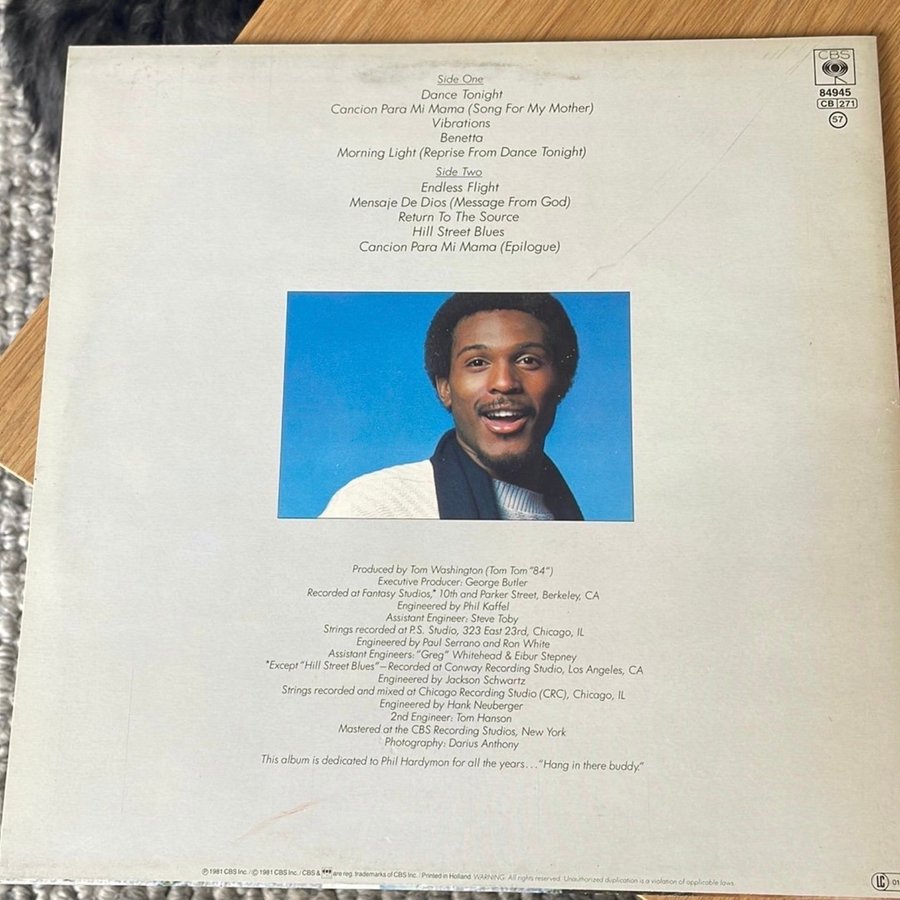 CBS
84945
CB 271
57
Side One
Dance Tonight
Cancion Para Mi Mama (Song For My Mother)
Vibrations
Benetta
Morning Light (Reprise From Dance Tonight)
Side Two
Endless Flight
Mensaje De Dios (Message From God)
Return To The Source
Hill Street Blues
Cancion Para Mi Mama (Epilogue)
Produced by Tom Washington (Tom Tom "84")
Executive Producer: George Butler
Recorded at Fantasy Studios,* 10th and Parker Street, Berkeley, CA
Engineered by Phil Kaffel
Assistant Engineer: Steve Toby
Strings recorded at P.S. Studio, 323 East 23rd, Chicago, IL
Engineered by Paul Serrano and Ron White
Assistant Engineers: "Greg" Whitehead & Eibur Stepney
*Except "Hill Street Blues"—Recorded at Conway Recording Studio, Los Angeles, CA
Engineered by Jackson Schwartz
Strings recorded and mixed at Chicago Recording Studio (CRC), Chicago, IL
Engineered by Hank Neuberger
2nd Engineer: Tom Hanson
Mastered at the CBS Recording Studios, New York
Photography: Darius Anthony
This album is dedicated to Phil Hardymon for all the years..."Hang in there buddy."
℗ 1981 CBS Inc./© 1981 CBS Inc./CBS & are reg. trademarks of CBS Inc./Printed in Holland WARNING: All rights reserved. Unauthorized duplication is a violation of applicable laws.
LC